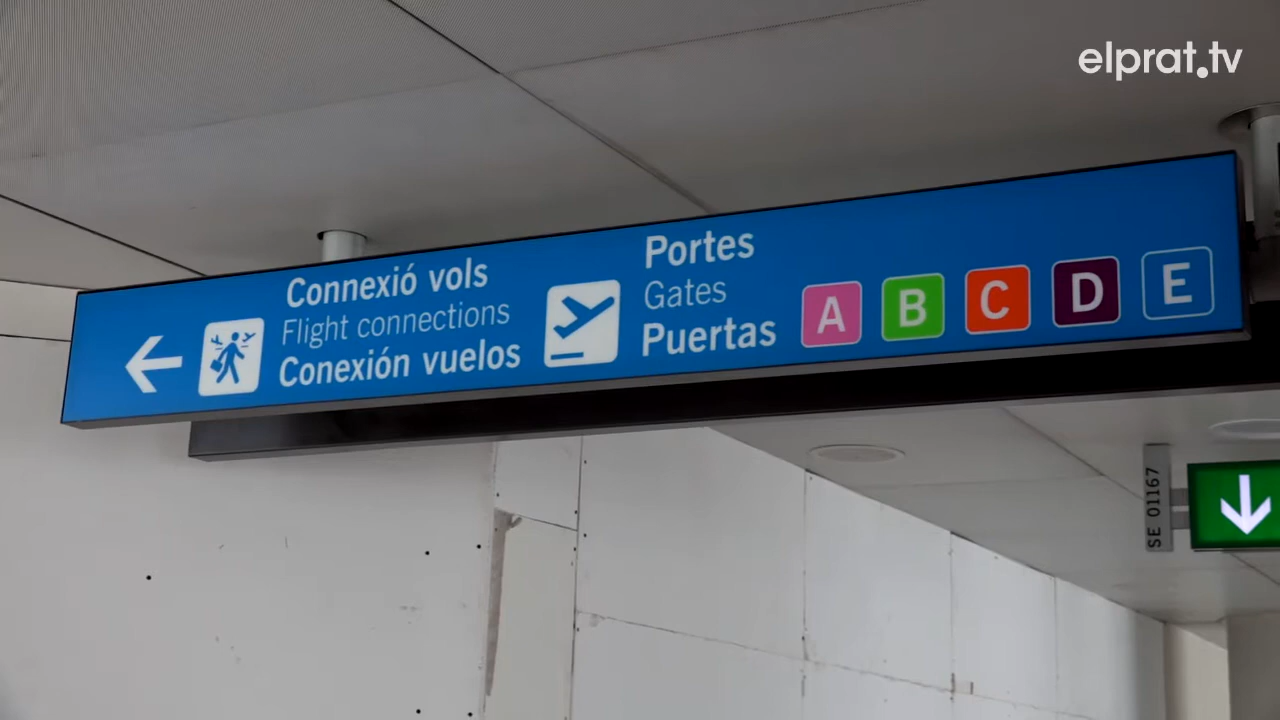 elprat.tv
Connexió vols
Flight connections
Conexión vuelos
Portes
Gates
Puertas
A B C D E
SE 01167